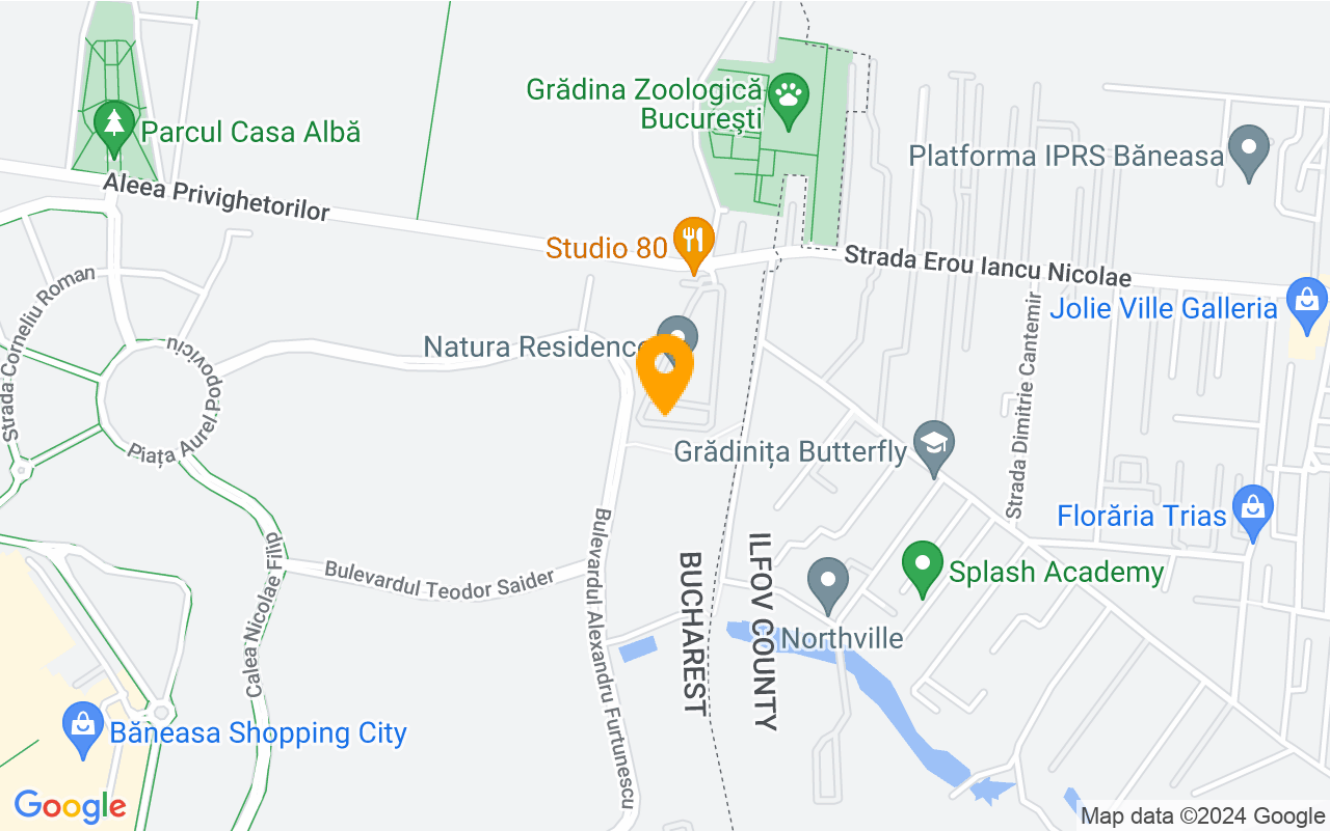 Grădina Zoologică
București
Parcul Casa Albă
Platforma IPRS Băneasa
Aleea Privighetorilor
Studio 80
Strada Erou Iancu Nicolae
Strada Corneliu Roman
Jolie Ville Galleria
Natura Residence
Strada Dimitrie Cantemir
Piața Aurel Popoviciu
Grădinița Butterfly
Florăria Trias
Bulevardul Teodor Saider
Calea Nicolae Filip
Bulevardul Alexandru Furtunescu
BUCHAREST
ILFOV COUNTY
Splash Academy
Northville
Băneasa Shopping City
Google
Map data ©2024 Google